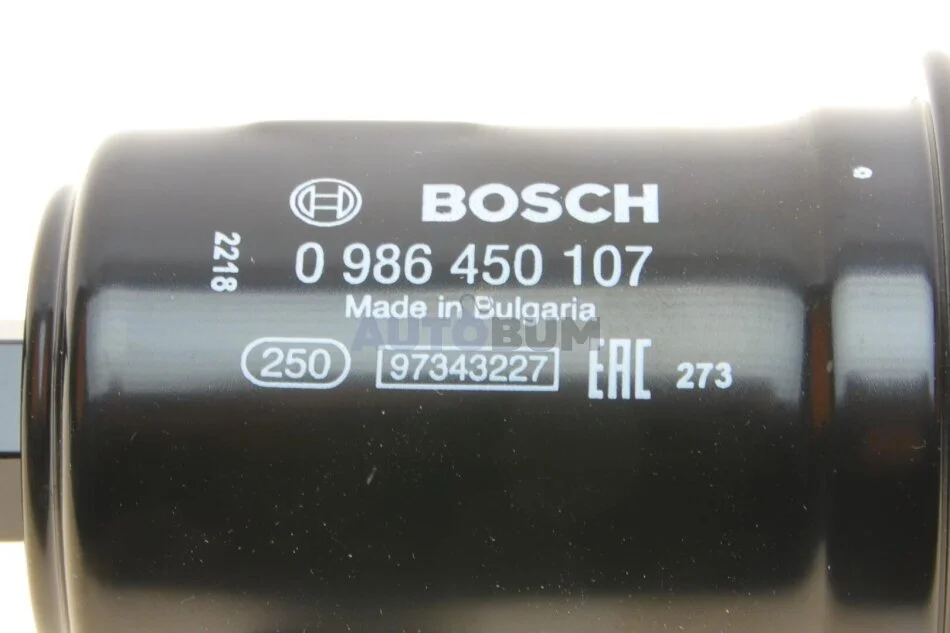 BOSCH
0 986 450 107
Made in Bulgaria
AUTOBUM
250 97343227 EAC 273
2218